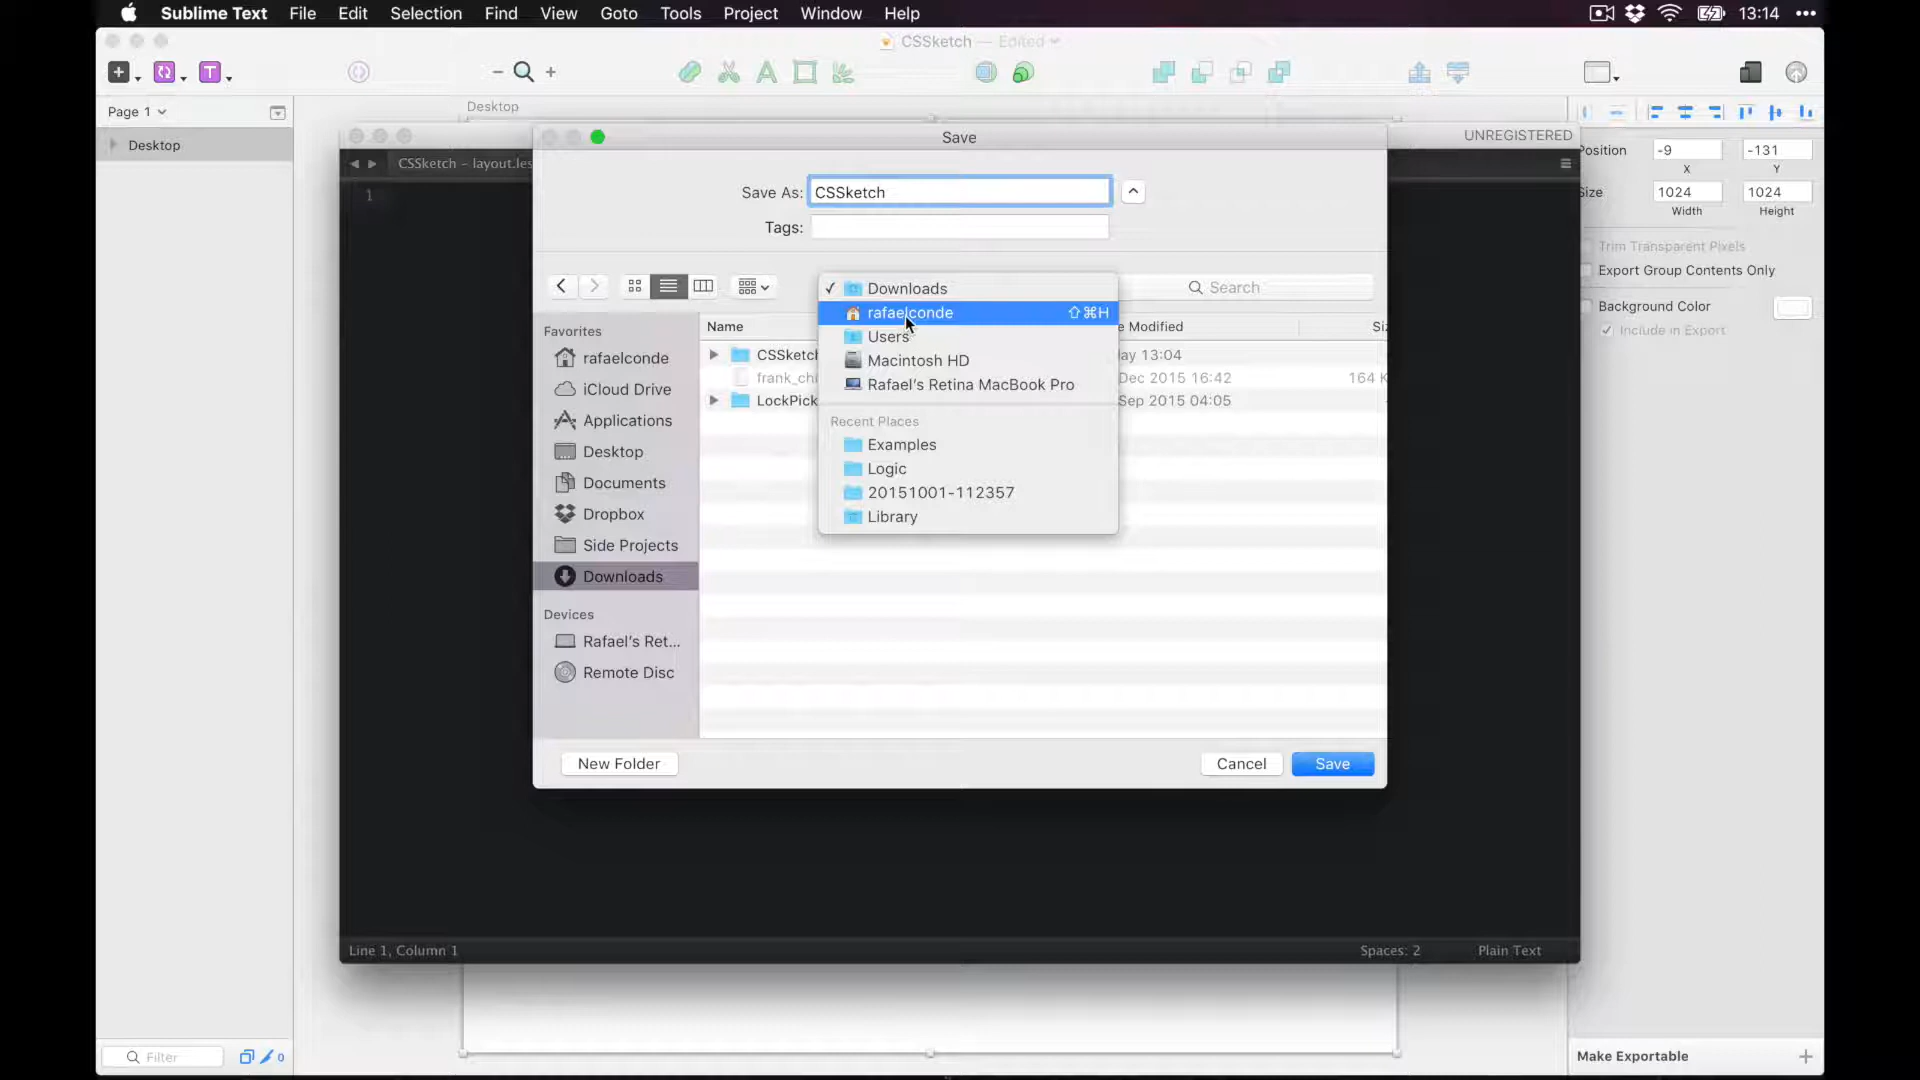 Sublime Text File Edit Selection Find View Goto Tools Project Window Help 13:14
CSSketch — Edited
Page 1
Desktop
Desktop
UNREGISTERED
CSSketch – layout.les
1
Save
Save As: CSSketch
Tags:
Search
Downloads
rafaelconde ⇧⌘H
Users
Macintosh HD
Rafael's Retina MacBook Pro
Recent Places
Examples
Logic
20151001-112357
Library
Favorites
rafaelconde
iCloud Drive
Applications
Desktop
Documents
Dropbox
Side Projects
Downloads
Devices
Rafael's Ret...
Remote Disc
Name e Modified Siz
CSSketch ay 13:04
frank_ch Dec 2015 16:42 164 K
LockPick Sep 2015 04:05
New Folder Cancel Save
Line 1, Column 1 Spaces: 2 Plain Text
Position -9 -131
X Y
Size 1024 1024
Width Height
Trim Transparent Pixels
Export Group Contents Only
Background Color
Include in Export
Filter 0
Make Exportable